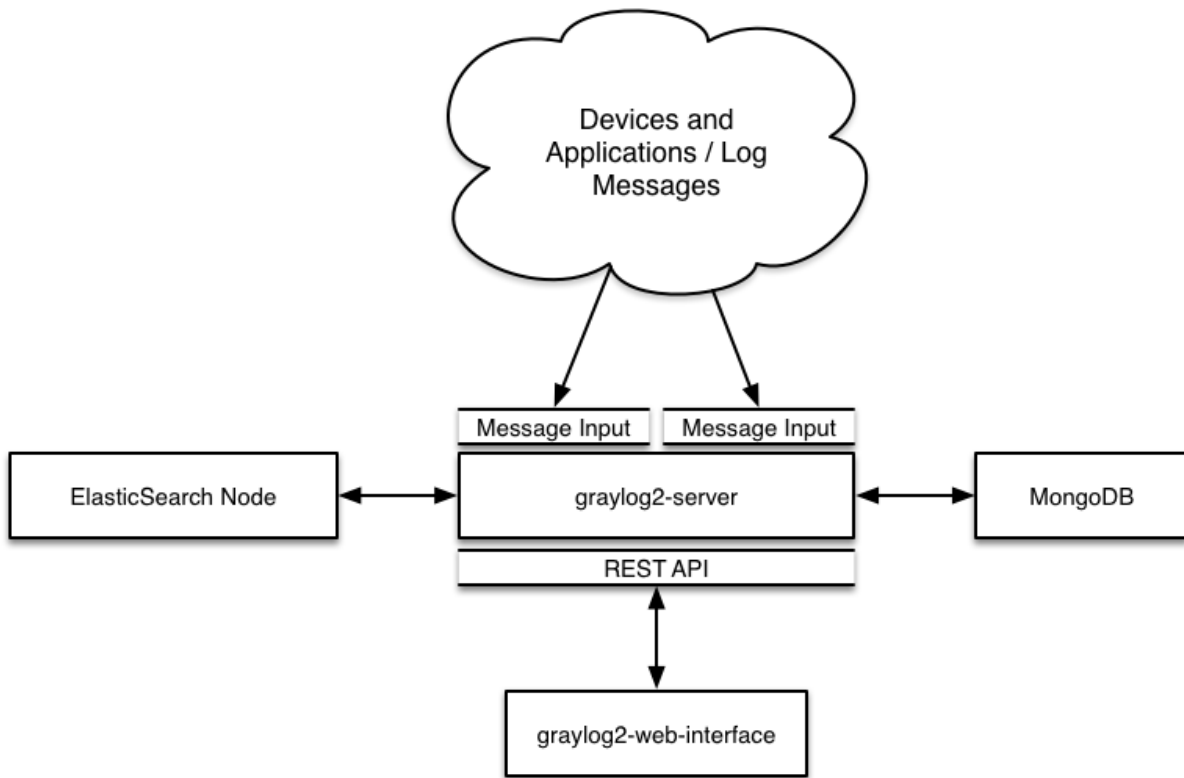 Devices and
Applications / Log
Messages
Message Input
Message Input
ElasticSearch Node
graylog2-server
MongoDB
REST API
graylog2-web-interface